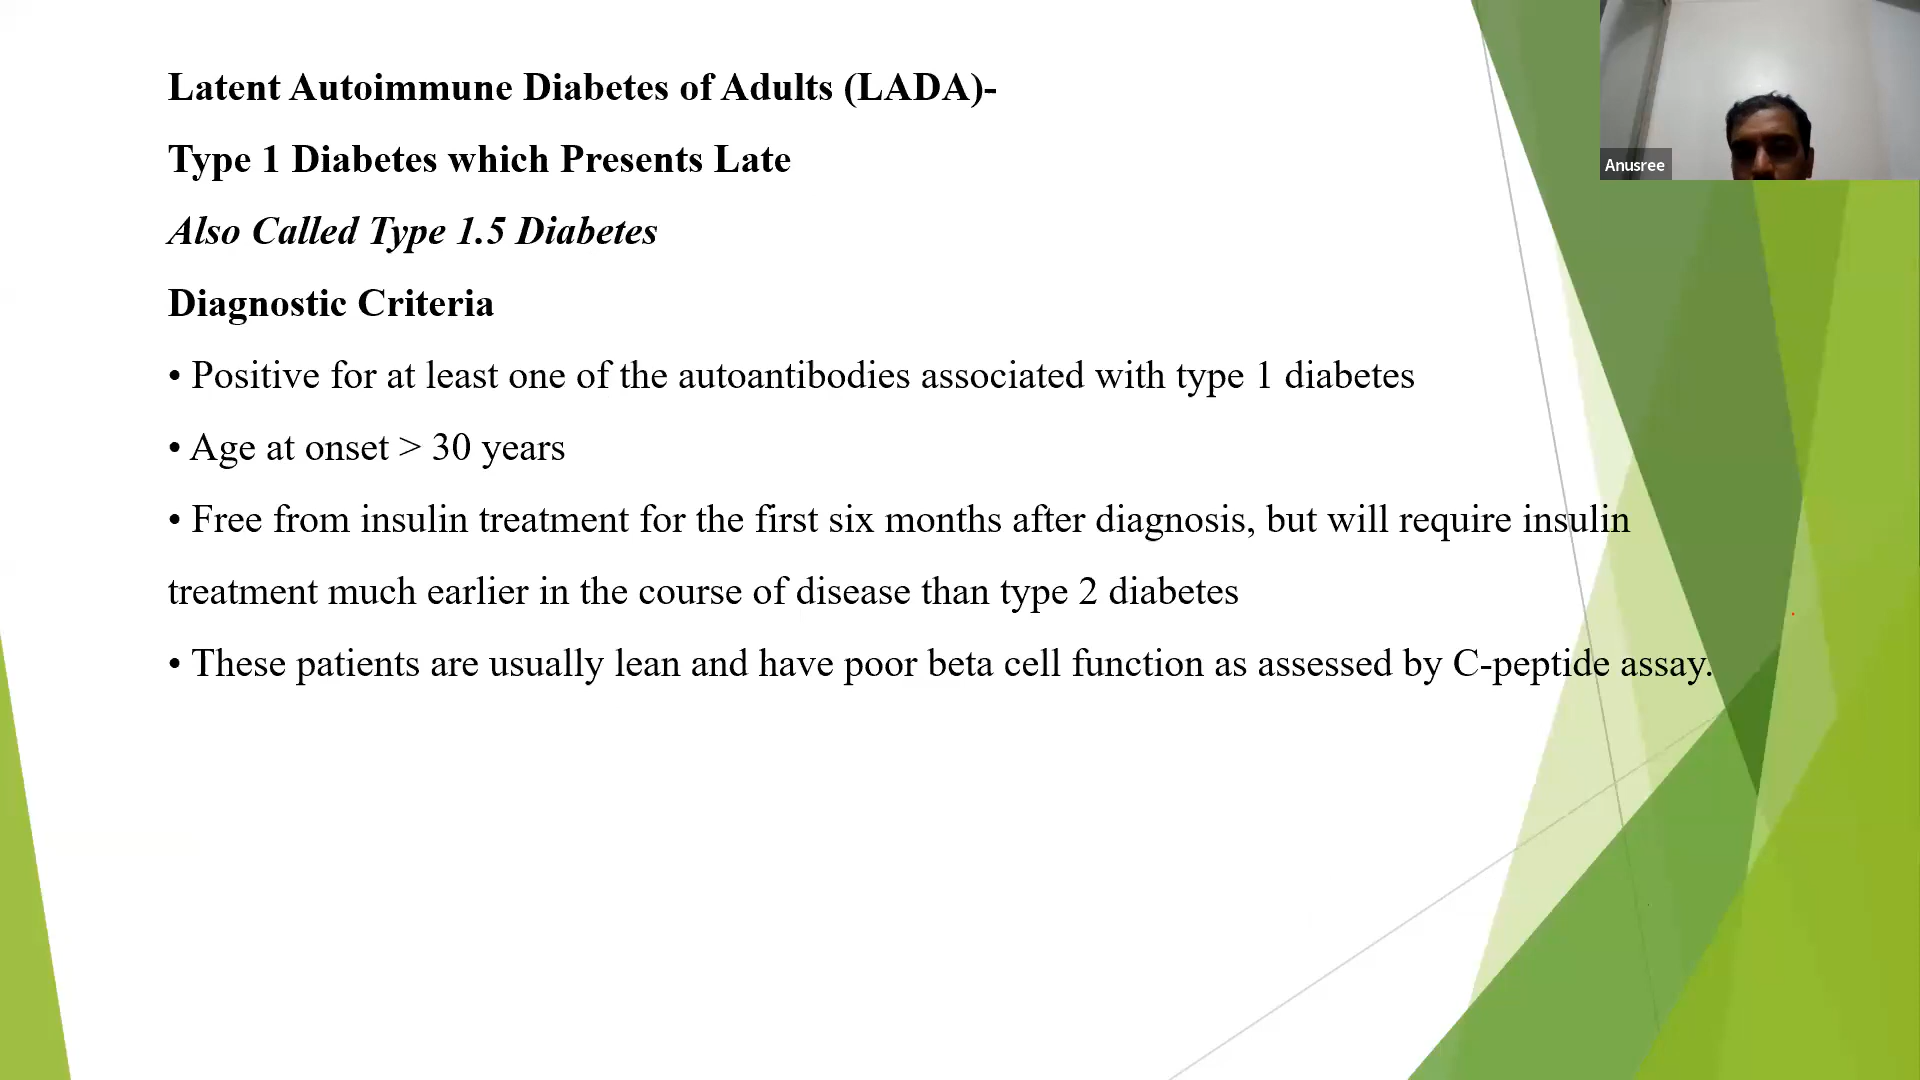 Latent Autoimmune Diabetes of Adults (LADA)-
Type 1 Diabetes which Presents Late
Also Called Type 1.5 Diabetes
Diagnostic Criteria
• Positive for at least one of the autoantibodies associated with type 1 diabetes
• Age at onset > 30 years
• Free from insulin treatment for the first six months after diagnosis, but will require insulin
treatment much earlier in the course of disease than type 2 diabetes
• These patients are usually lean and have poor beta cell function as assessed by C-peptide assay.
Anusree